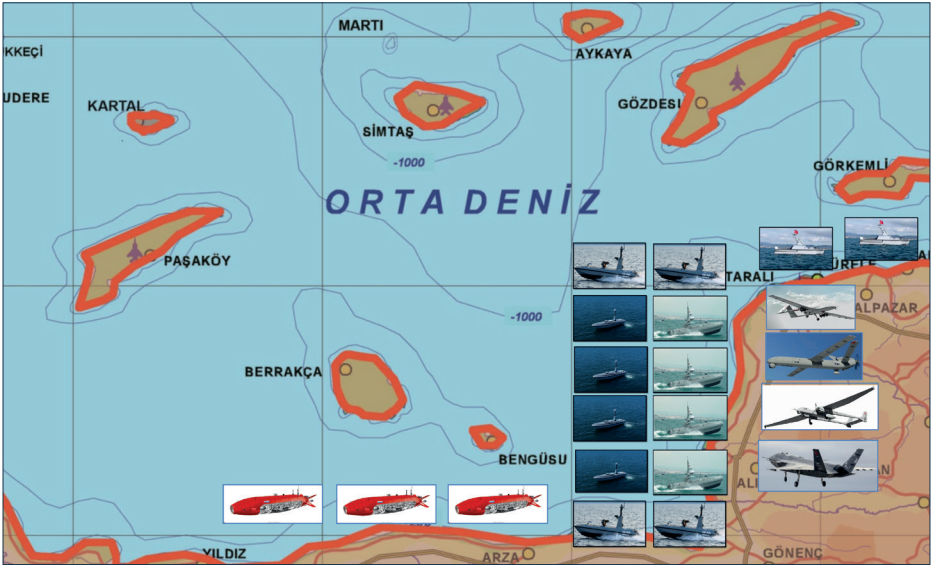 MARTI
AYKAYA
KARTAL
UDERE
GÖZDESİ
SİMTAŞ
-1000
GÖRKEMLİ
ORTA DENİZ
PAŞAKÖY
TARALI
ALPAZAR
-1000
BERRAKÇA
BENGÜSU
YILDIZ
ARZA
GÖNENÇ